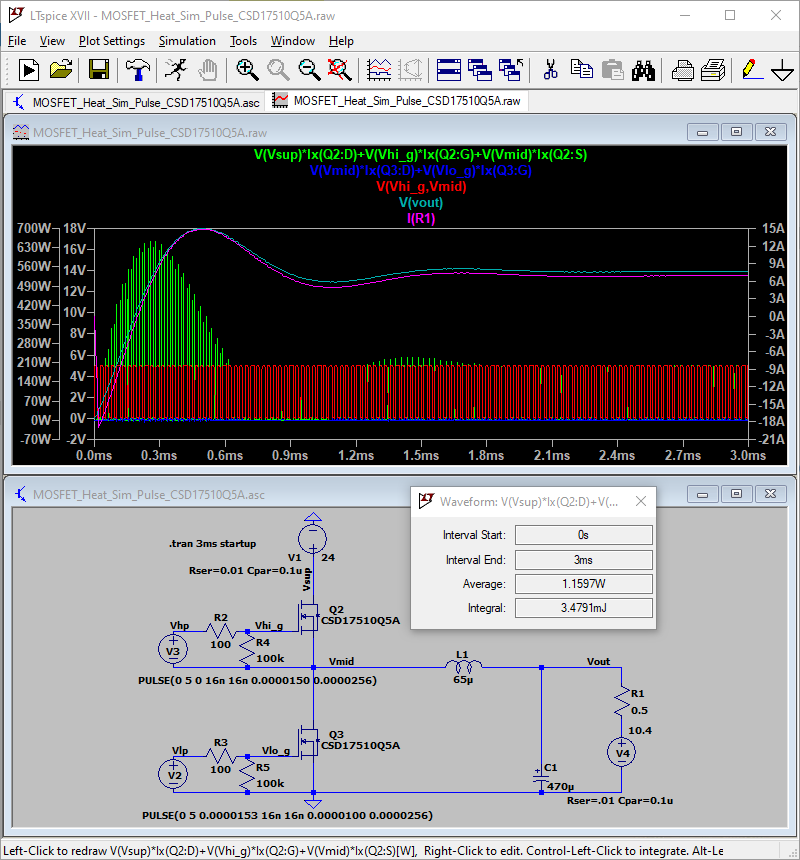 LTspice XVII - MOSFET_Heat_Sim_Pulse_CSD17510Q5A.raw
File View Plot Settings Simulation Tools Window Help
MOSFET_Heat_Sim_Pulse_CSD17510Q5A.asc MOSFET_Heat_Sim_Pulse_CSD17510Q5A.raw
MOSFET_Heat_Sim_Pulse_CSD17510Q5A.raw
V(Vsup)*Ix(Q2:D)+V(Vhi_g)*Ix(Q2:G)+V(Vmid)*Ix(Q2:S)
V(Vmid)*Ix(Q3:D)+V(Vlo_g)*Ix(Q3:G)
V(Vhi_g,Vmid)
V(vout)
I(R1)
700W 18V 15A
630W 16V 12A
560W 14V 9A
490W 12V 6A
420W 10V 3A
350W 0A
280W 8V -3A
210W 6V -6A
140W 4V -9A
70W 2V -12A
0W 0V -15A
-70W -2V -18A
-21A
0.0ms 0.3ms 0.6ms 0.9ms 1.2ms 1.5ms 1.8ms 2.1ms 2.4ms 2.7ms 3.0ms
MOSFET_Heat_Sim_Pulse_CSD17510Q5A.asc
Waveform: V(Vsup)*Ix(Q2:D)+V(...
Interval Start: 0s
Interval End: 3ms
Average: 1.1597W
Integral: 3.4791mJ
.tran 3ms startup
V1 24
Rser=0.01 Cpar=0.1u
Vsup
Q2
CSD17510Q5A
Vhp R2 Vhi_g
100
V3
R4
100k
PULSE(0 5 0 16n 16n 0.0000150 0.0000256)
Vmid L1 Vout
65µ
R1
0.5
10.4
V4
Rser=.01 Cpar=0.1u
C1
470µ
Q3
CSD17510Q5A
Vlp R3 Vlo_g
100
V2
R5
100k
PULSE(0 5 0.0000153 16n 16n 0.0000100 0.0000256)
Left-Click to redraw V(Vsup)*Ix(Q2:D)+V(Vhi_g)*Ix(Q2:G)+V(Vmid)*Ix(Q2:S)[W], Right-Click to edit. Control-Left-Click to integrate. Alt-Le